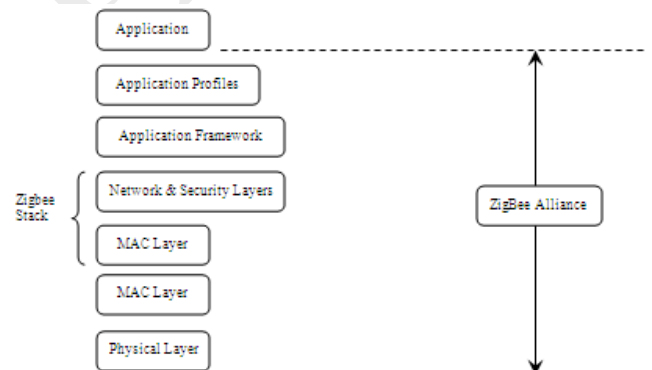 Application
Application Profiles
Application Framework
Zigbee
Stack
Network & Security Layers
ZigBee Alliance
MAC Layer
MAC Layer
Physical Layer